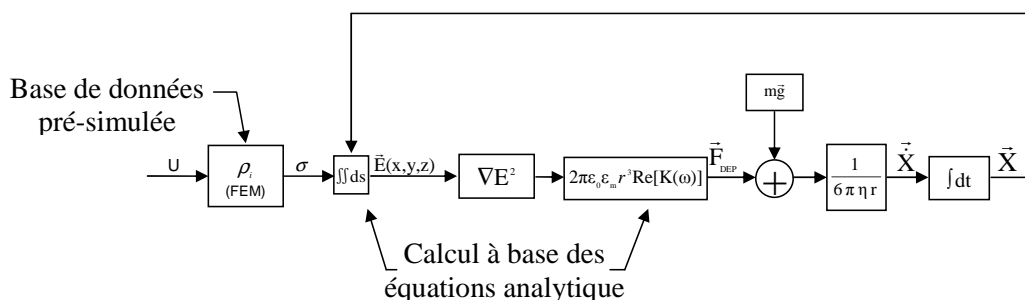 Base de données
pré-simulée
U
ρᵢ
(FEM)
σ
∬ds
E⃗(x,y,z)
∇E²
2πε₀εₘr³Re[K(ω)]
F⃗DEP
mg⃗
+
1
6πηr
Ẋ⃗
∫dt
X⃗
Calcul à base des
équations analytique